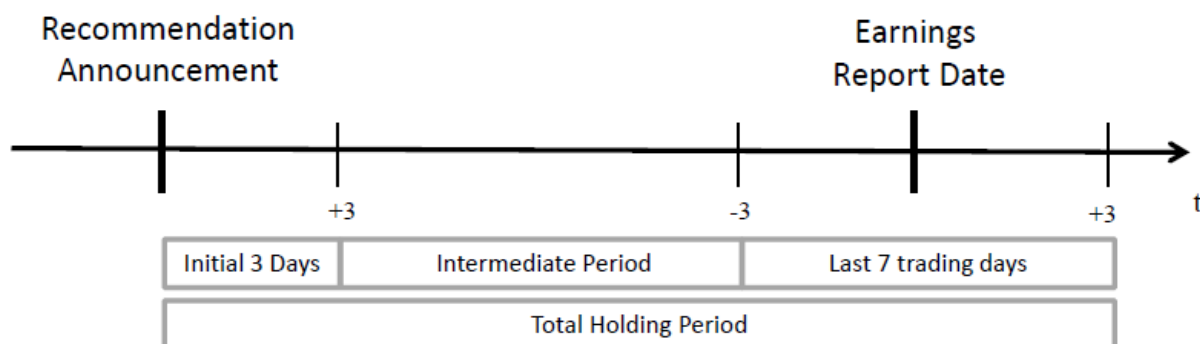 Recommendation
Announcement
Earnings
Report Date
+3
-3
+3
t
Initial 3 Days
Intermediate Period
Last 7 trading days
Total Holding Period